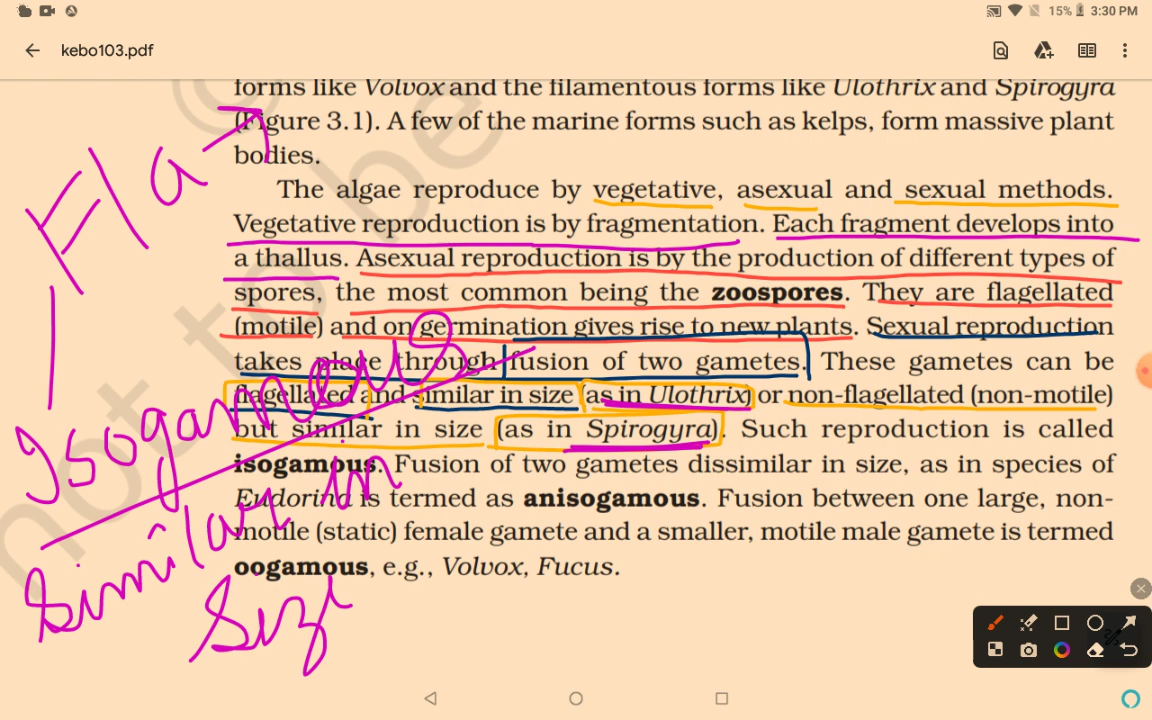 15% 3:30 PM
kebo103.pdf
forms like Volvox and the filamentous forms like Ulothrix and Spirogyra
(Figure 3.1). A few of the marine forms such as kelps, form massive plant
bodies.
The algae reproduce by vegetative, asexual and sexual methods.
Vegetative reproduction is by fragmentation. Each fragment develops into
a thallus. Asexual reproduction is by the production of different types of
spores, the most common being the zoospores. They are flagellated
(motile) and on germination gives rise to new plants. Sexual reproduction
takes place through fusion of two gametes. These gametes can be
flagellated and similar in size (as in Ulothrix) or non-flagellated (non-motile)
but similar in size (as in Spirogyra). Such reproduction is called
isogamous. Fusion of two gametes dissimilar in size, as in species of
Eudorina is termed as anisogamous. Fusion between one large, non-
motile (static) female gamete and a smaller, motile male gamete is termed
oogamous, e.g., Volvox, Fucus.
Fla
Isogameous
Similar in
Size
not to be